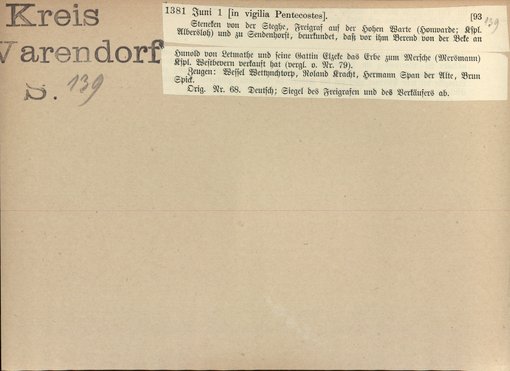 Kreis
Warendorf
S. 139
1381 Juni 1 [in vigilia Pentecostes]. [93
139
Steneken von der Steghe, Freigraf auf der Hohen Warte (Honwarde; Kspl.
Albersloh) und zu Sendenhorst, beurkundet, daß vor ihm Berend von der Beke an
Hunold von Letmathe und seine Gattin Elzeke das Erbe zum Mersche (Mersmann)
Kspl. Westbevern verkauft hat (vergl. o. Nr. 79).
Zeugen: Wessel Wettynchtorp, Roland Kracht, Hermann Span der Alte, Brun
Spick.
Orig. Nr. 68. Deutsch; Siegel des Freigrafen und des Verkäufers ab.